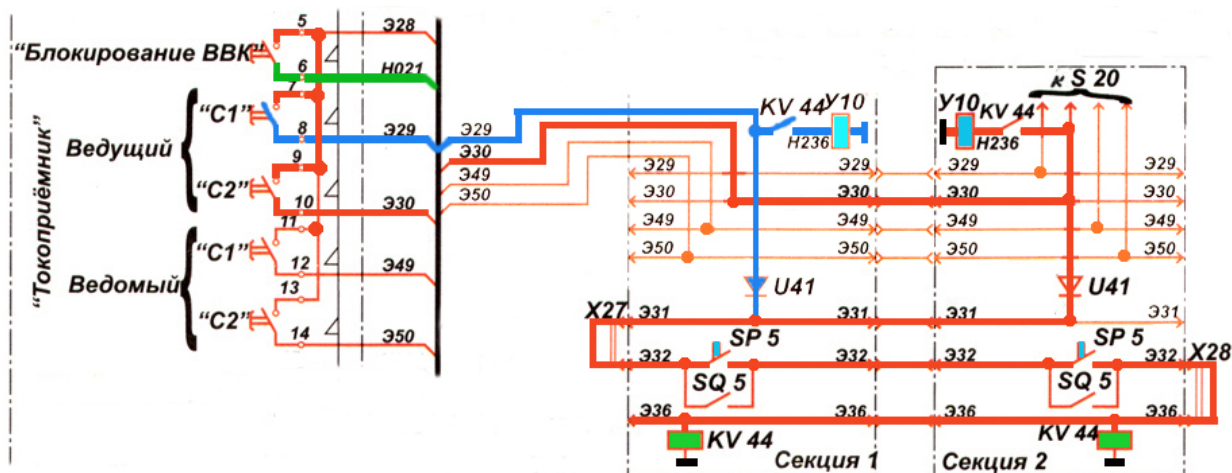 “Блокирование ВВК”
5
Э28
6
Н021
7
“Токоприёмник”
Ведущий
“С1”
8
Э29
9
“С2”
10
Э30
Ведомый
11
“С1”
12
Э49
13
“С2”
14
Э50
Э29
Э30
Э49
Э50
KV 44
У10
Н236
к S 20
У10
KV 44
Н236
Э29
Э29
Э29
Э29
Э30
Э30
Э30
Э30
Э49
Э49
Э49
Э49
Э50
Э50
Э50
Э50
U41
U41
X27
Э31
Э31
Э31
Э31
SP 5
SP 5
Э32
Э32
Э32
Э32
X28
SQ 5
SQ 5
Э36
Э36
Э36
Э36
KV 44
KV 44
Секция 1
Секция 2